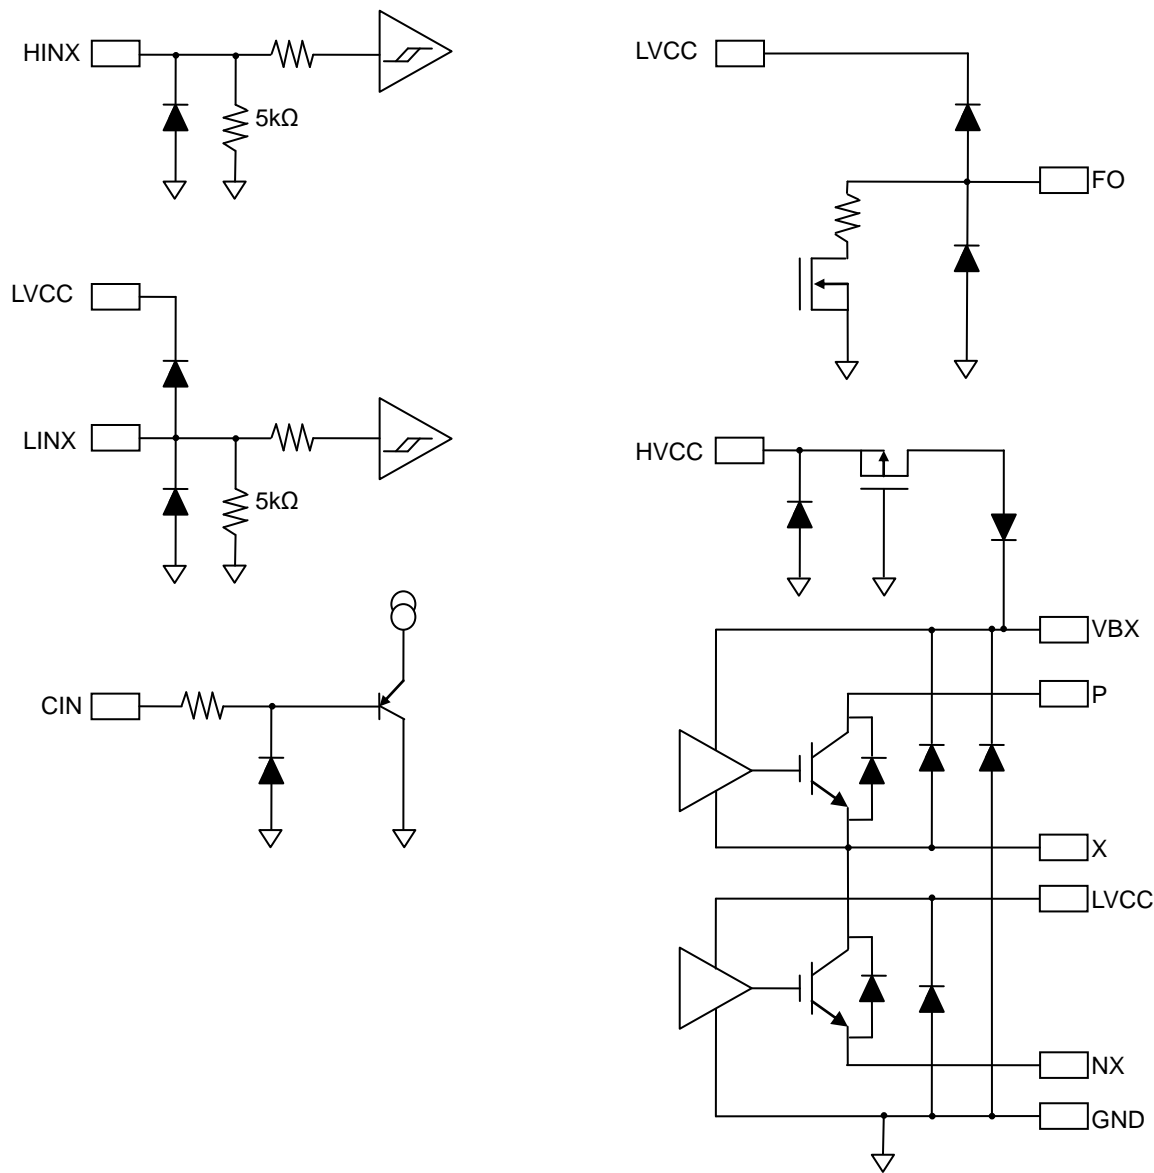 HINX
5kΩ
LVCC
LINX
5kΩ
CIN
LVCC
FO
HVCC
VBX
P
X
LVCC
NX
GND